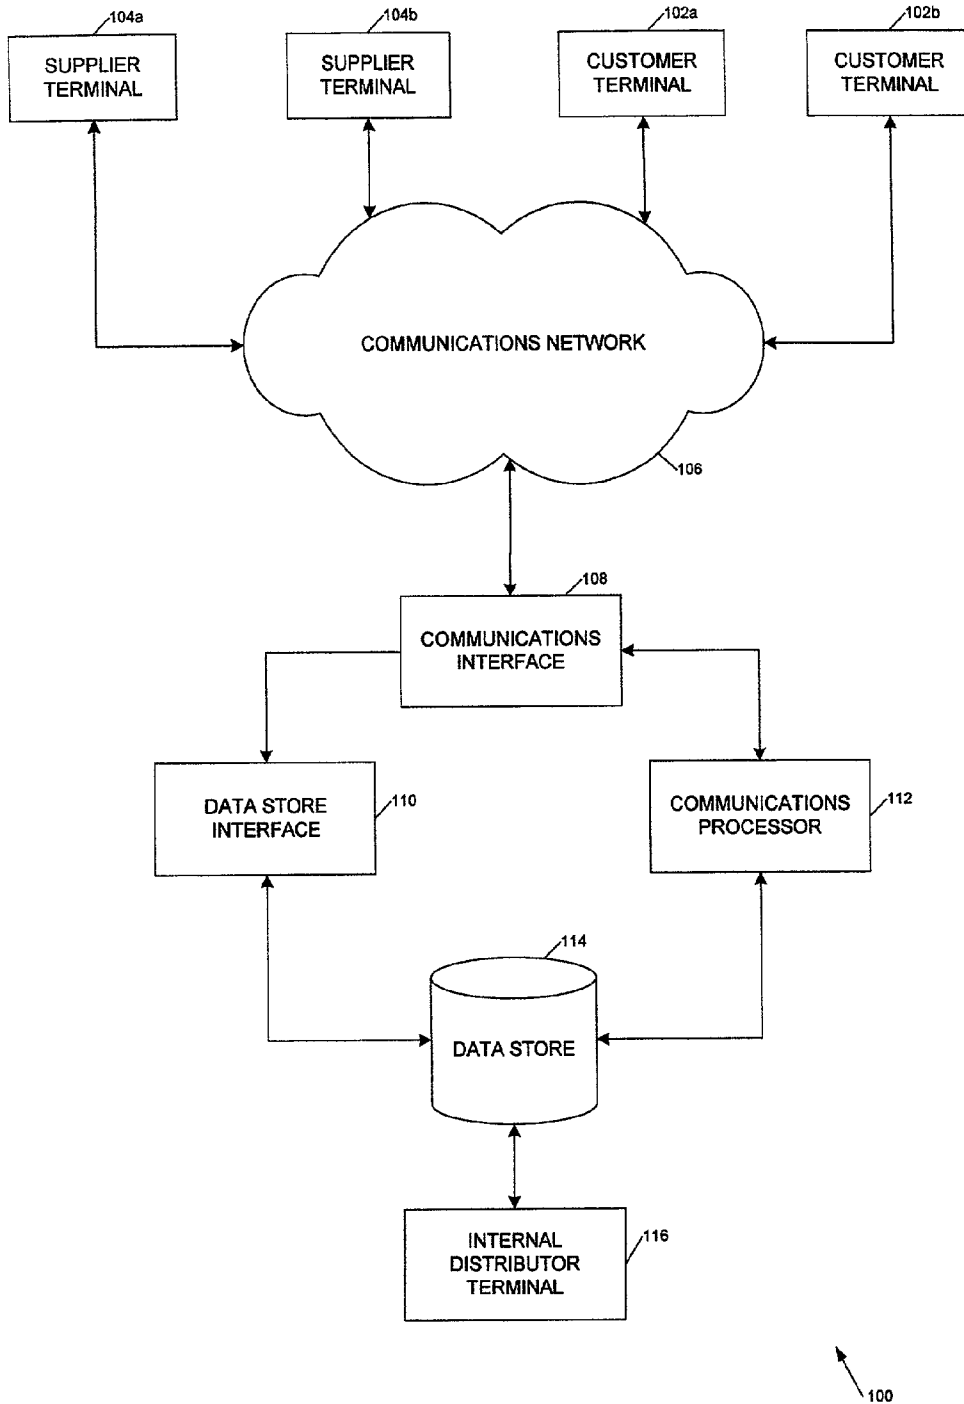 104a
104b
102a
102b
SUPPLIER
TERMINAL
SUPPLIER
TERMINAL
CUSTOMER
TERMINAL
CUSTOMER
TERMINAL
COMMUNICATIONS NETWORK
106
108
COMMUNICATIONS
INTERFACE
DATA STORE
INTERFACE
110
COMMUNICATIONS
PROCESSOR
112
114
DATA STORE
INTERNAL
DISTRIBUTOR
TERMINAL
116
100